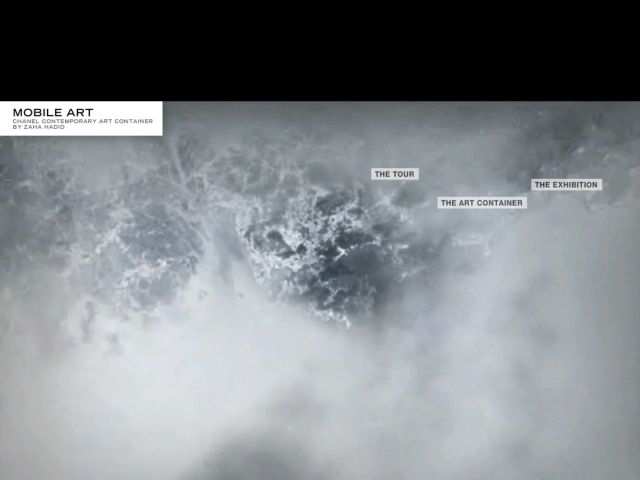 MOBILE ART
CHANEL CONTEMPORARY ART CONTAINER
BY ZAHA HADID
THE TOUR
THE EXHIBITION
THE ART CONTAINER